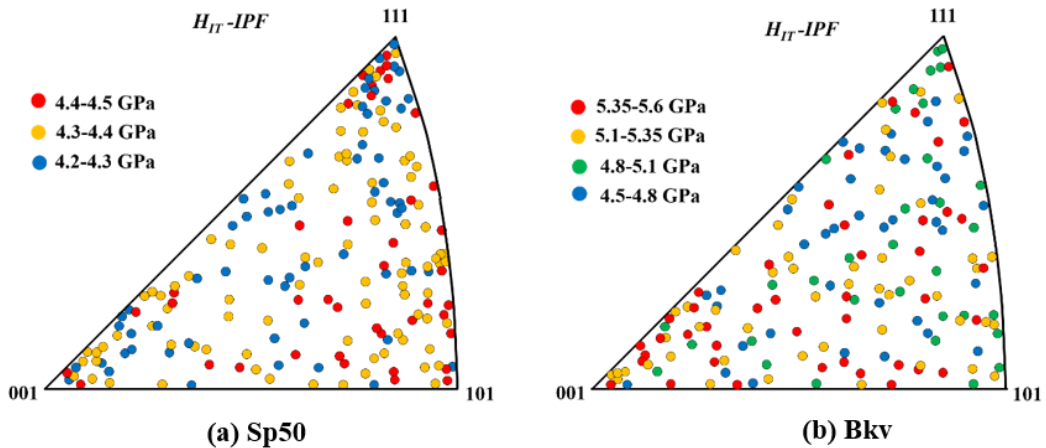 111
H_IT-IPF
4.4-4.5 GPa
4.3-4.4 GPa
4.2-4.3 GPa
001
101
(a) Sp50
111
H_IT-IPF
5.35-5.6 GPa
5.1-5.35 GPa
4.8-5.1 GPa
4.5-4.8 GPa
001
101
(b) Bkv